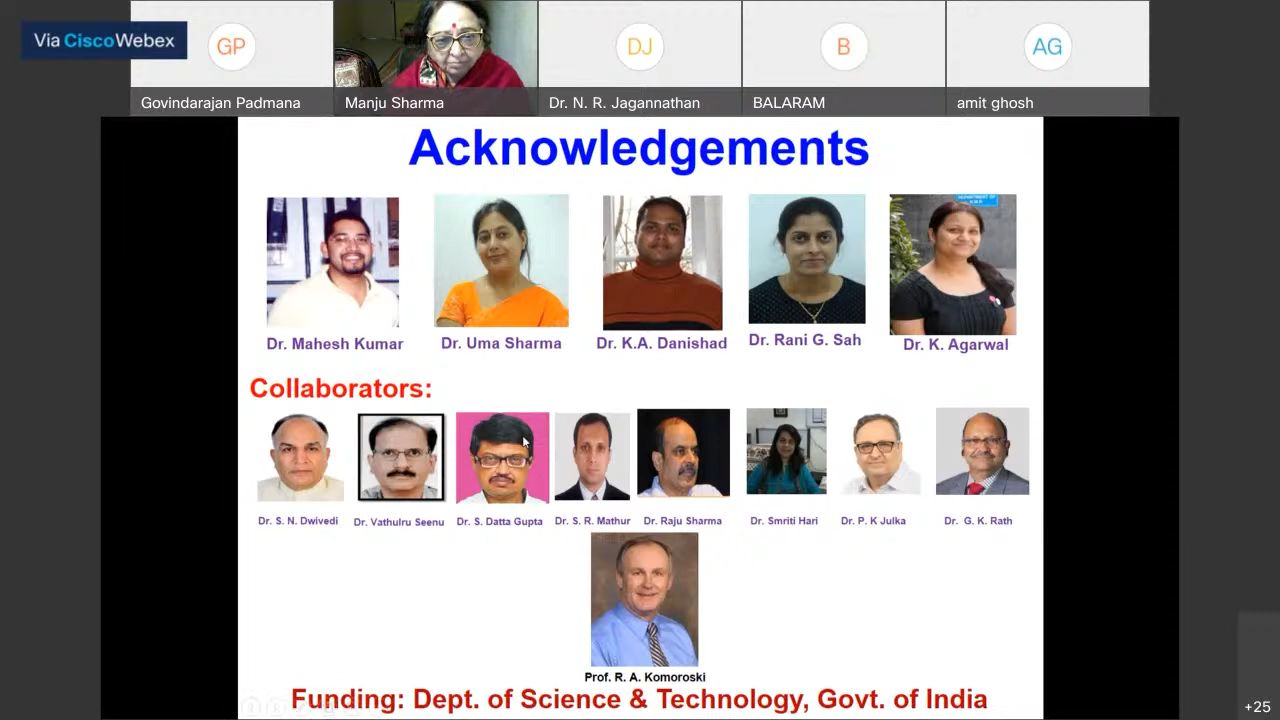 Via CiscoWebex
GP
DJ
B
AG
Govindarajan Padmana
Manju Sharma
Dr. N. R. Jagannathan
BALARAM
amit ghosh
Acknowledgements
Dr. Mahesh Kumar
Dr. Uma Sharma
Dr. K.A. Danishad
Dr. Rani G. Sah
Dr. K. Agarwal
Collaborators:
Dr. S. N. Dwivedi
Dr. Vathulru Seenu
Dr. S. Datta Gupta
Dr. S. R. Mathur
Dr. Raju Sharma
Dr. Smriti Hari
Dr. P. K Julka
Dr. G. K. Rath
Prof. R. A. Komoroski
Funding: Dept. of Science & Technology, Govt. of India
+25